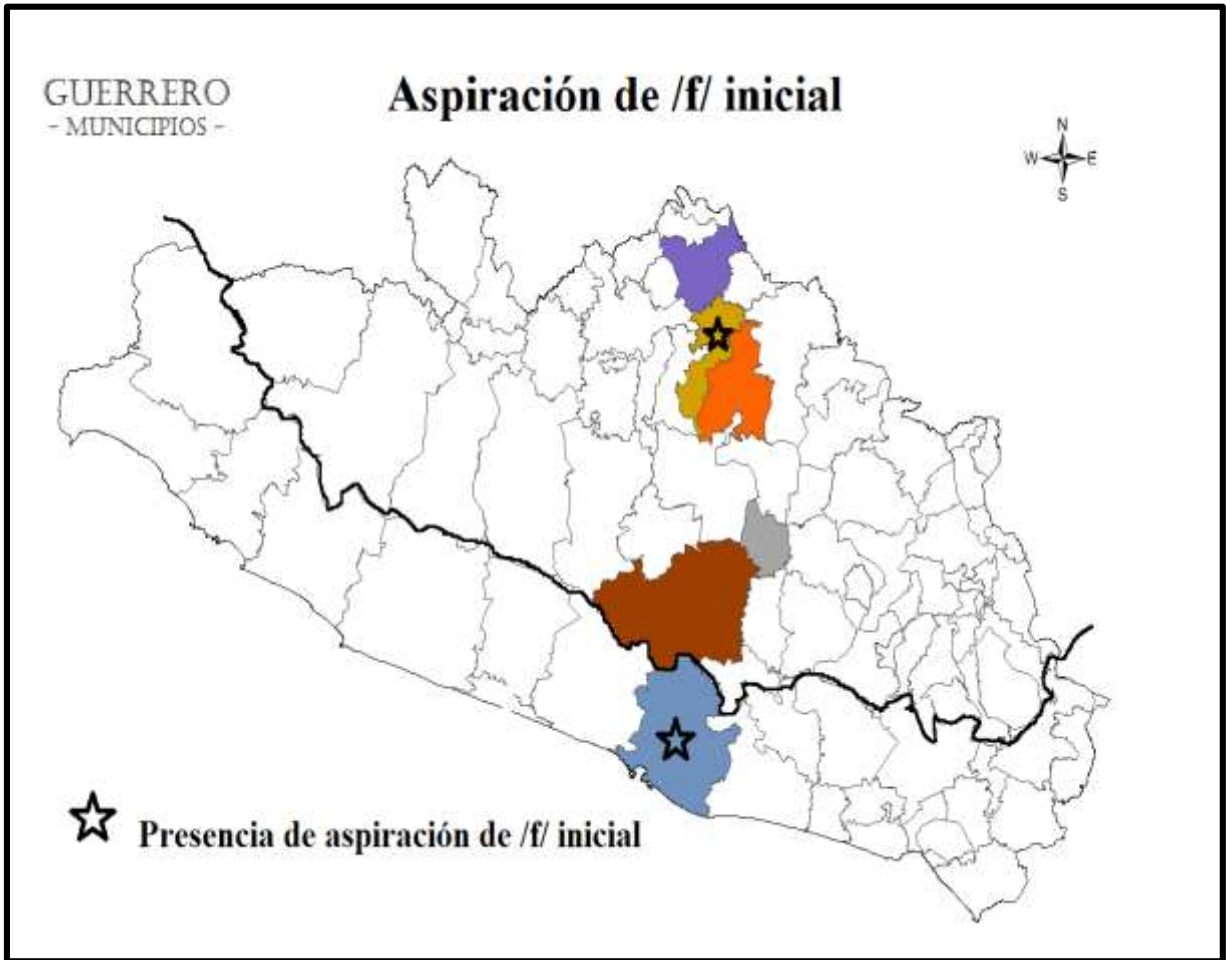 GUERRERO
- MUNICIPIOS -
Aspiración de /f/ inicial
N
W E
S
Presencia de aspiración de /f/ inicial